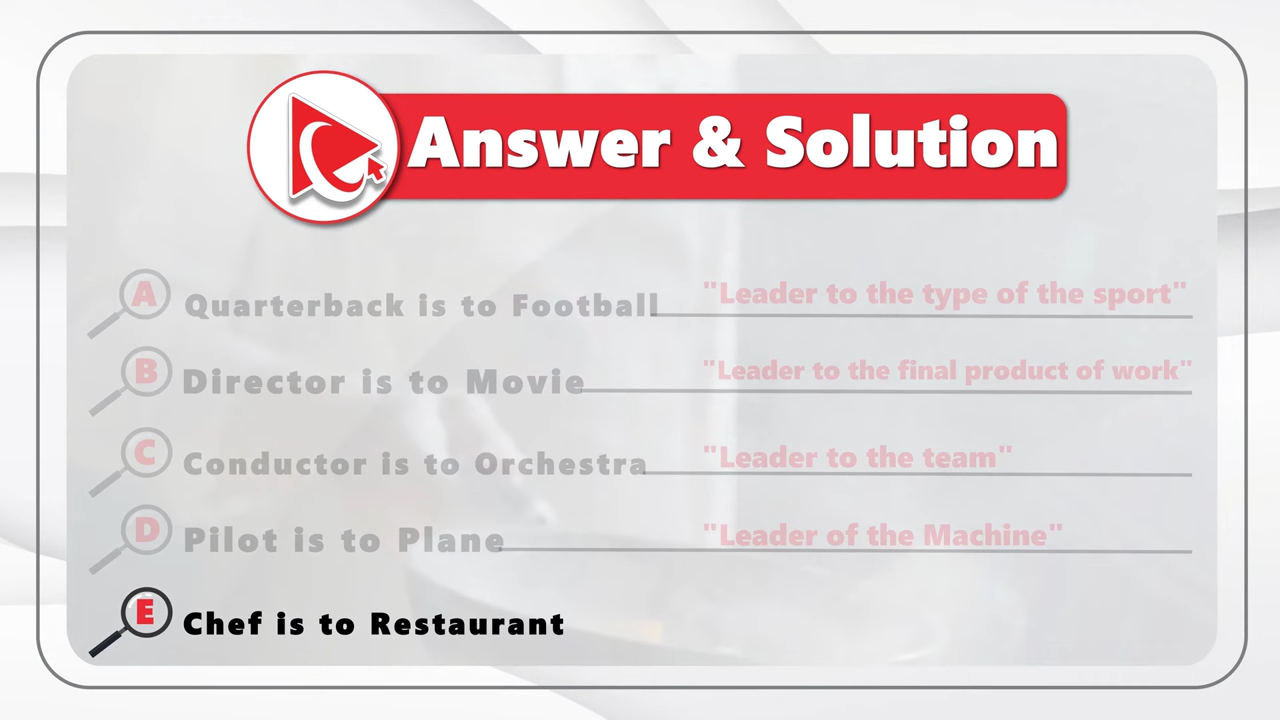 Answer & Solution
A Quarterback is to Football "Leader to the type of the sport"
B Director is to Movie "Leader to the final product of work"
C Conductor is to Orchestra "Leader to the team"
D Pilot is to Plane "Leader of the Machine"
E Chef is to Restaurant